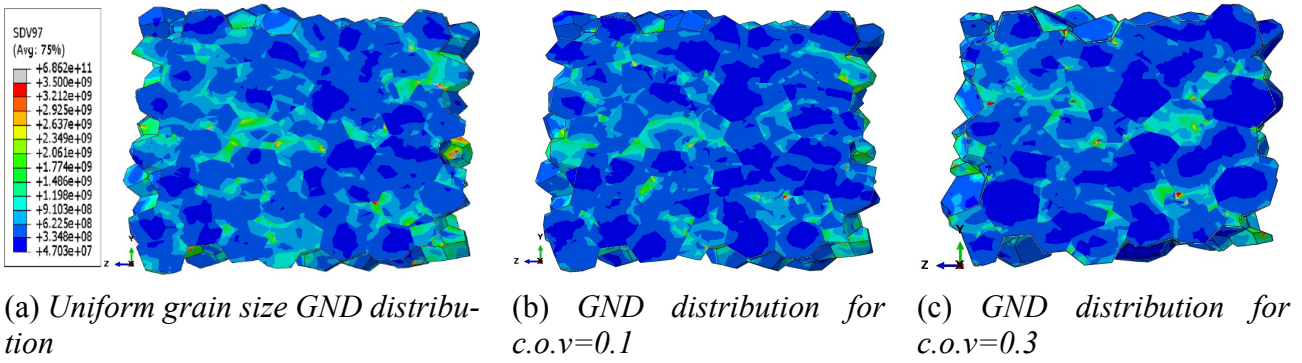 SDV97
(Avg: 75%)
+6.862e+11
+3.500e+09
+3.212e+09
+2.925e+09
+2.637e+09
+2.349e+09
+2.061e+09
+1.774e+09
+1.486e+09
+1.198e+09
+9.103e+08
+6.225e+08
+3.348e+08
+4.703e+07
Y
Z
X
Y
Z
X
Y
Z
X
(a) Uniform grain size GND distribu-
tion
(b) GND distribution for
c.o.v=0.1
(c) GND distribution for
c.o.v=0.3